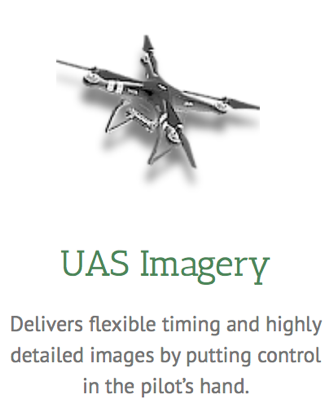 UAS Imagery
Delivers flexible timing and highly
detailed images by putting control
in the pilot's hand.